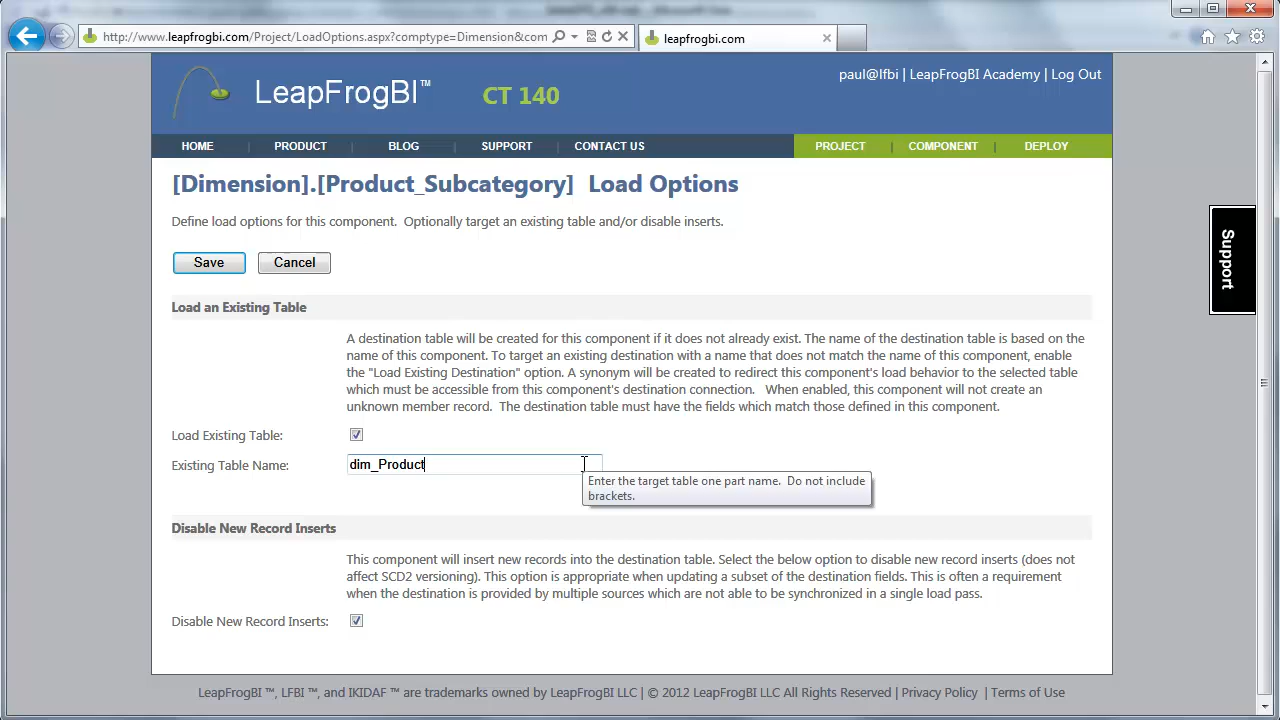 http://www.leapfrogbi.com/Project/LoadOptions.aspx?comptype=Dimension&com
leapfrogbi.com
LeapFrogBI™
CT 140
paul@lfbi | LeapFrogBI Academy | Log Out
HOME | PRODUCT | BLOG | SUPPORT | CONTACT US
PROJECT | COMPONENT | DEPLOY
[Dimension].[Product_Subcategory] Load Options
Define load options for this component. Optionally target an existing table and/or disable inserts.
Save Cancel
Support
Load an Existing Table
A destination table will be created for this component if it does not already exist. The name of the destination table is based on the
name of this component. To target an existing destination with a name that does not match the name of this component, enable
the "Load Existing Destination" option. A synonym will be created to redirect this component's load behavior to the selected table
which must be accessible from this component's destination connection. When enabled, this component will not create an
unknown member record. The destination table must have the fields which match those defined in this component.
Load Existing Table:
Existing Table Name: dim_Product
Enter the target table one part name. Do not include
brackets.
Disable New Record Inserts
This component will insert new records into the destination table. Select the below option to disable new record inserts (does not
affect SCD2 versioning). This option is appropriate when updating a subset of the destination fields. This is often a requirement
when the destination is provided by multiple sources which are not able to be synchronized in a single load pass.
Disable New Record Inserts:
LeapFrogBI ™, LFBI ™, and IKIDAF ™ are trademarks owned by LeapFrogBI LLC | © 2012 LeapFrogBI LLC All Rights Reserved | Privacy Policy | Terms of Use